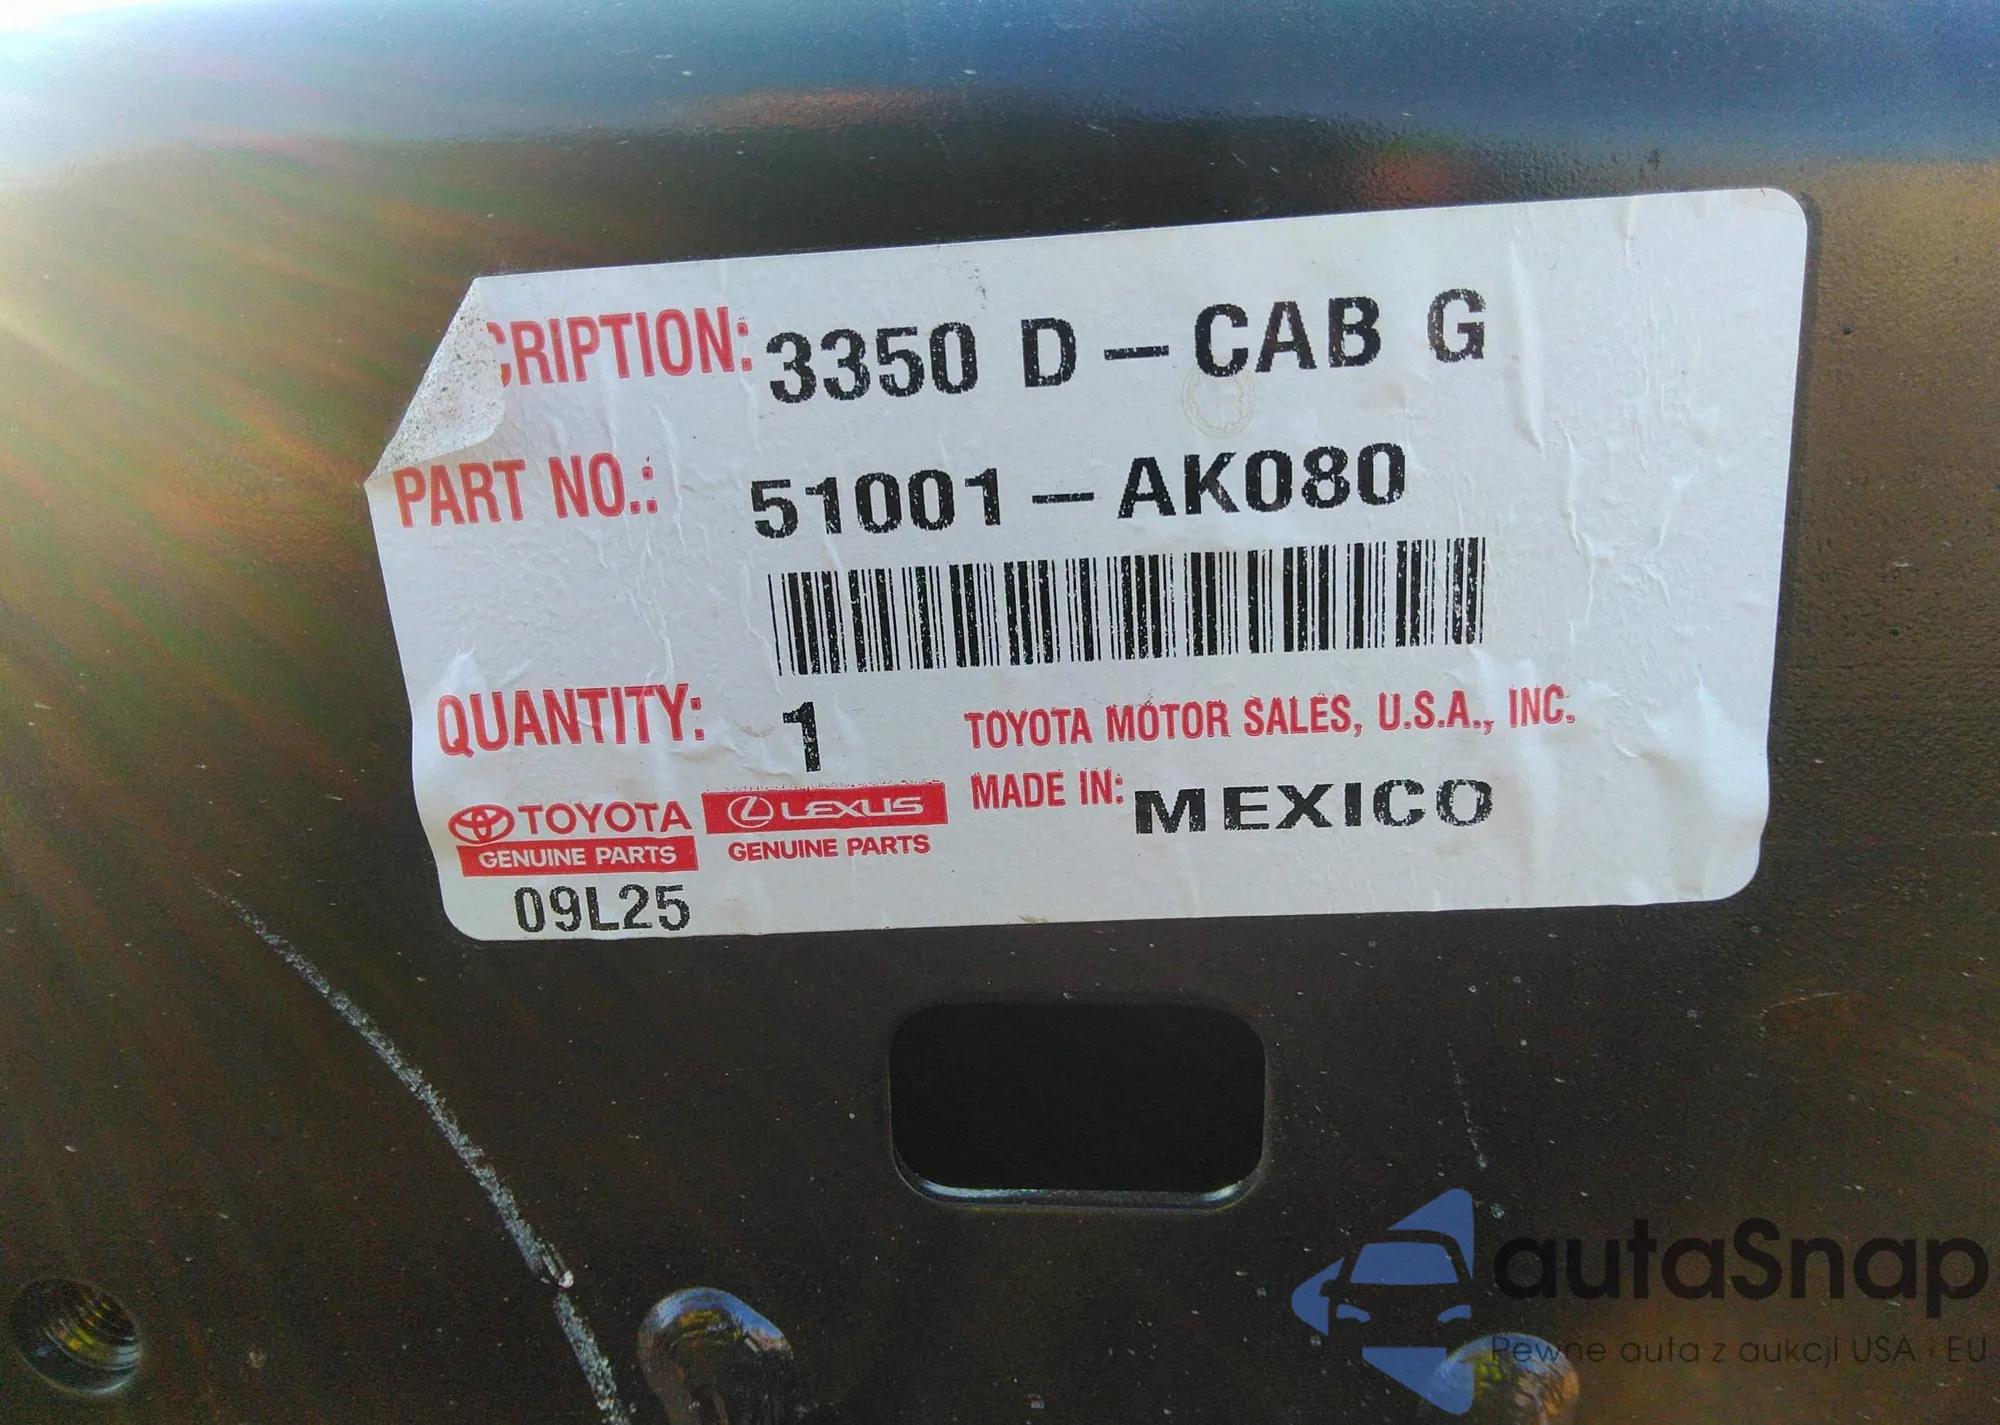 CRIPTION: 3350 D-CAB G
PART NO.: 51001-AK080
QUANTITY: 1
TOYOTA MOTOR SALES, U.S.A., INC.
MADE IN: MEXICO
TOYOTA
GENUINE PARTS
LEXUS
GENUINE PARTS
09L25
autaSnap
Pewne auta z aukcji USA i EU